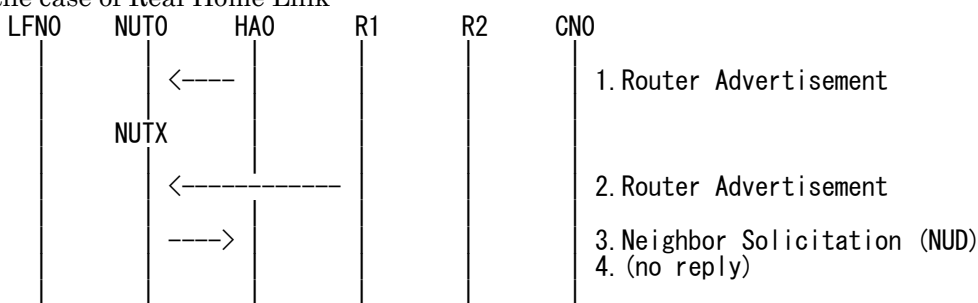 the case of Real Home Link
LFN0 NUT0 HA0 R1 R2 CN0
<---- 1. Router Advertisement
NUTX
<------------ 2. Router Advertisement
----> 3. Neighbor Solicitation (NUD)
4. (no reply)